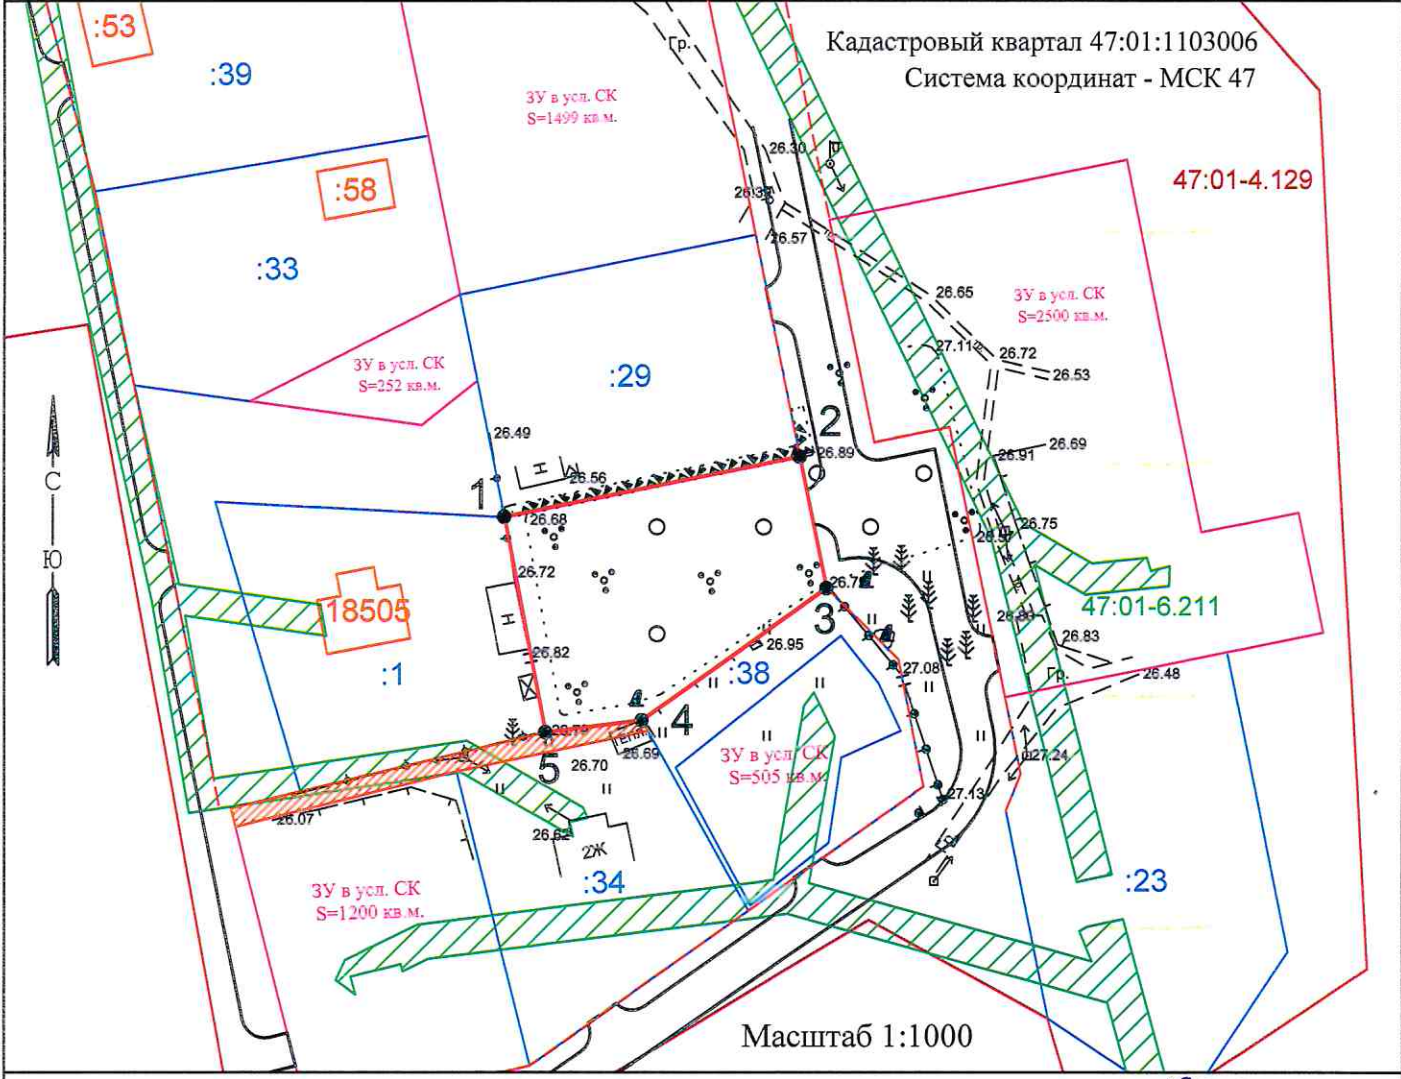 Кадастровый квартал 47:01:1103006
Система координат - МСК 47
:53
:39
ЗУ в усл. СК
S=1499 кв.м.
Гр.
26.30
47:01-4.129
:58
26.57
:33
26.65
ЗУ в усл. СК
S=2500 кв.м.
27.11
26.72
26.53
ЗУ в усл. СК
S=252 кв.м.
:29
2
26.49
26.69
26.89
26.91
Н
26.56
1
26.68
26.75
С
Ю
26.72
18505
Н
3
47:01-6.211
26.83
26.82
26.95
:1
:38
27.08
Гр.
26.48
4
5
26.70
26.69
ЗУ в усл. СК
S=505 кв.м.
27.24
27.13
26.07
26.62
2Ж
:34
:23
ЗУ в усл. СК
S=1200 кв.м.
Масштаб 1:1000